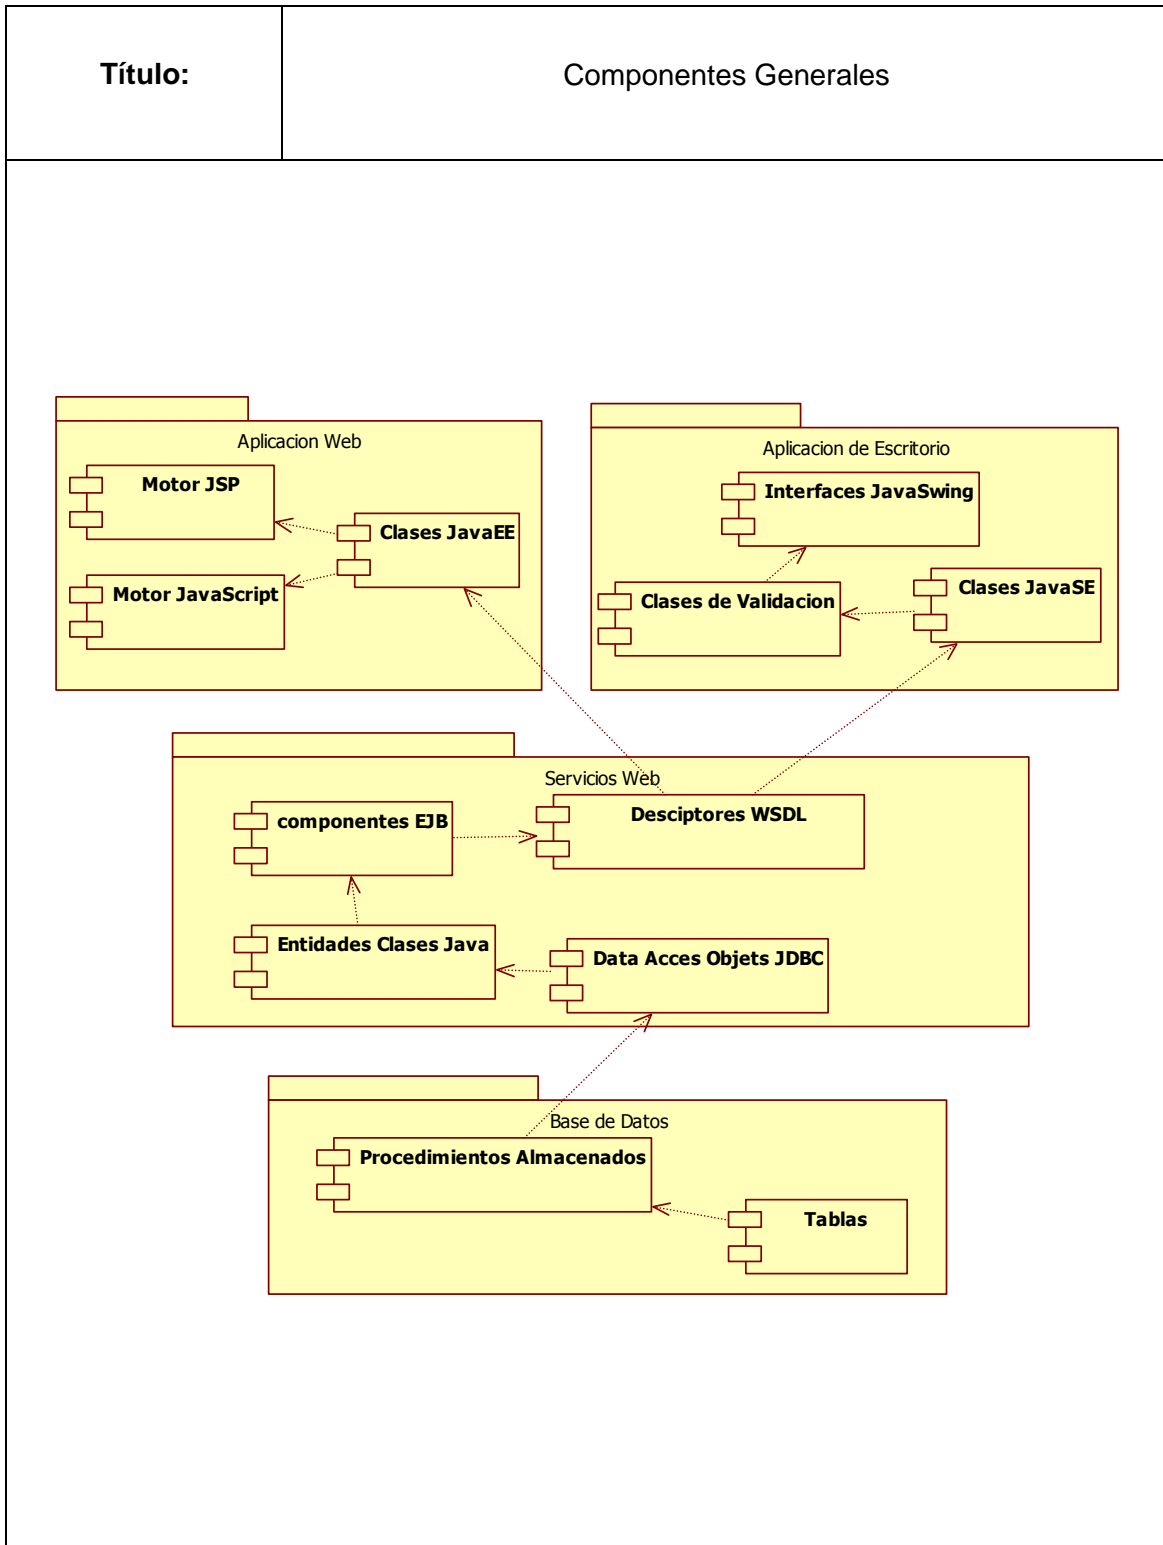 Título:
Componentes Generales
Aplicacion Web
Motor JSP
Clases JavaEE
Motor JavaScript
Aplicacion de Escritorio
Interfaces JavaSwing
Clases de Validacion
Clases JavaSE
Servicios Web
componentes EJB
Desciptores WSDL
Entidades Clases Java
Data Acces Objets JDBC
Base de Datos
Procedimientos Almacenados
Tablas